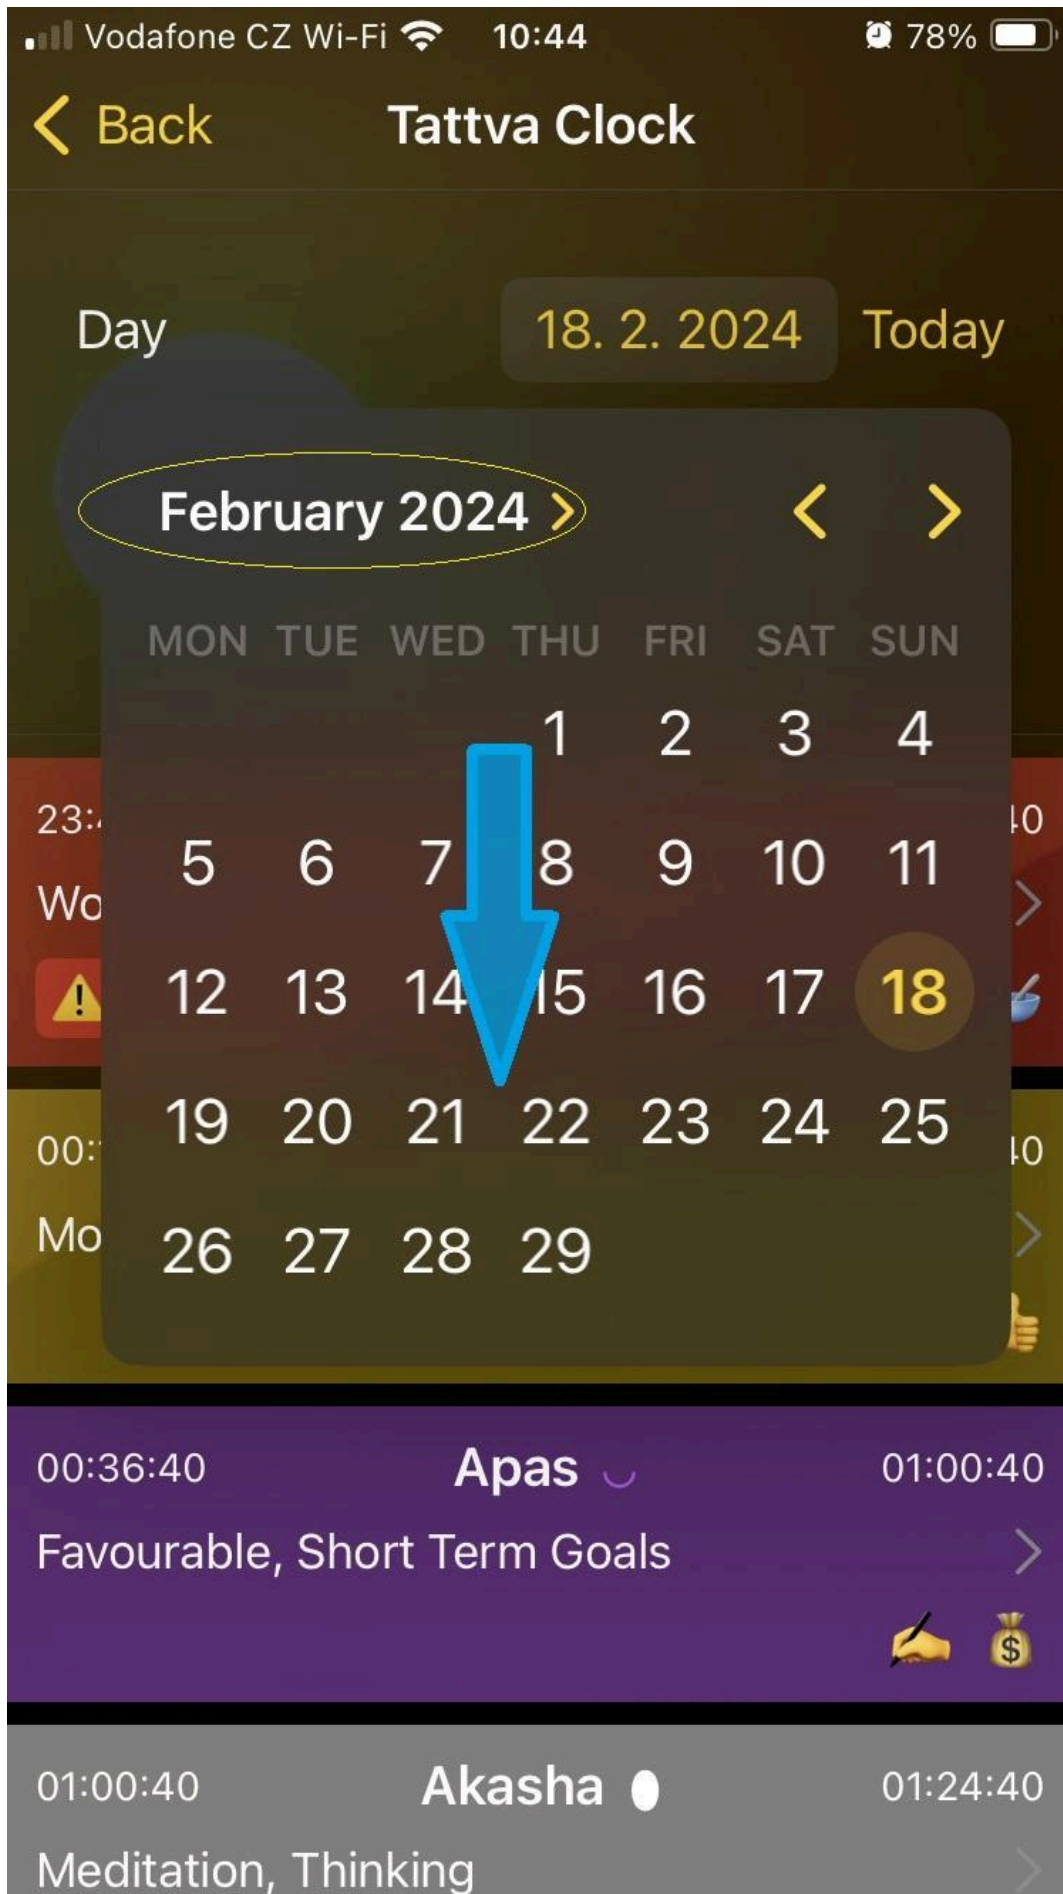 Vodafone CZ Wi-Fi 10:44 78%
Back Tattva Clock
Day 18. 2. 2024 Today
February 2024
MON TUE WED THU FRI SAT SUN
1 2 3 4
5 6 7 8 9 10 11
12 13 14 15 16 17 18
19 20 21 22 23 24 25
26 27 28 29
00:36:40 Apas 01:00:40
Favourable, Short Term Goals
01:00:40 Akasha 01:24:40
Meditation, Thinking